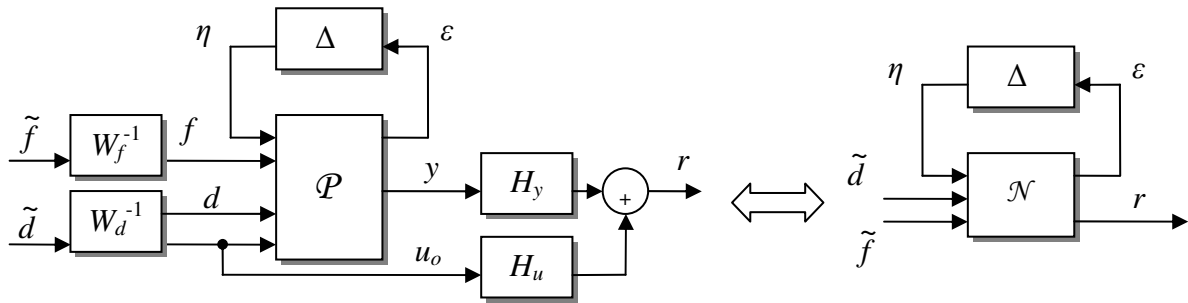 η Δ ε
η Δ ε
f̃ W_f^{-1} f
𝒫 y H_y + r
d̃ 𝒩 r
d̃ W_d^{-1} d
f̃
u_o H_u